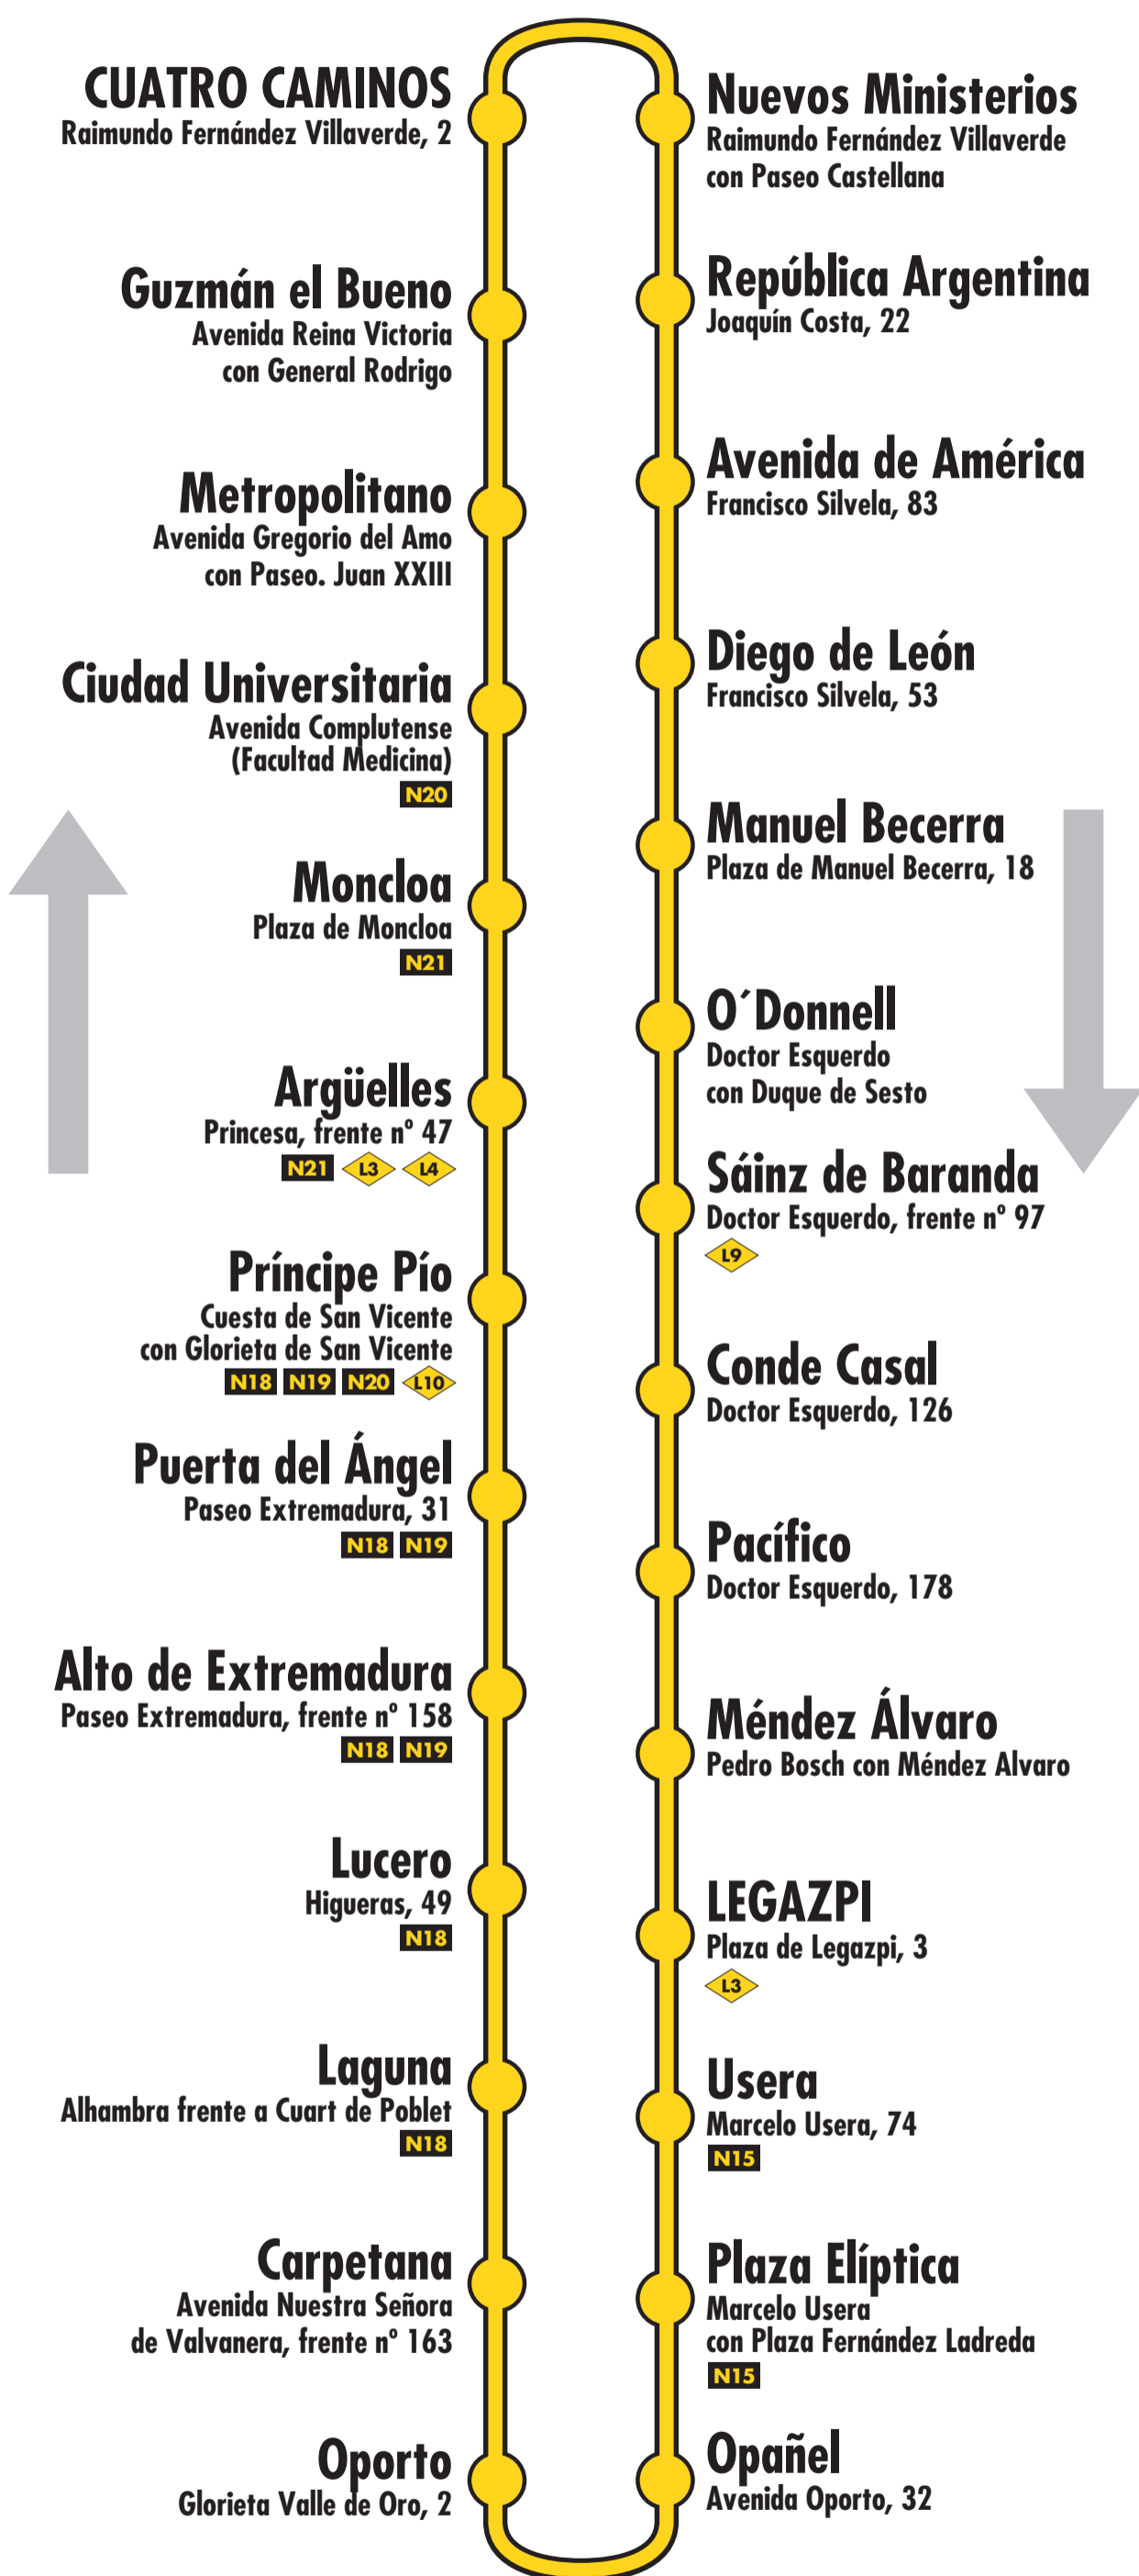 CUATRO CAMINOS
Raimundo Fernández Villaverde, 2
Guzmán el Bueno
Avenida Reina Victoria
con General Rodrigo
Metropolitano
Avenida Gregorio del Amo
con Paseo. Juan XXIII
Ciudad Universitaria
Avenida Complutense
(Facultad Medicina)
N20
Moncloa
Plaza de Moncloa
N21
Argüelles
Princesa, frente nº 47
N21 L3 L4
Príncipe Pío
Cuesta de San Vicente
con Glorieta de San Vicente
N18 N19 N20 L10
Puerta del Ángel
Paseo Extremadura, 31
N18 N19
Alto de Extremadura
Paseo Extremadura, frente nº 158
N18 N19
Lucero
Higueras, 49
N18
Laguna
Alhambra frente a Cuart de Poblet
N18
Carpetana
Avenida Nuestra Señora
de Valvanera, frente nº 163
Oporto
Glorieta Valle de Oro, 2
Nuevos Ministerios
Raimundo Fernández Villaverde
con Paseo Castellana
República Argentina
Joaquín Costa, 22
Avenida de América
Francisco Silvela, 83
Diego de León
Francisco Silvela, 53
Manuel Becerra
Plaza de Manuel Becerra, 18
O´Donnell
Doctor Esquerdo
con Duque de Sesto
Sáinz de Baranda
Doctor Esquerdo, frente nº 97
L9
Conde Casal
Doctor Esquerdo, 126
Pacífico
Doctor Esquerdo, 178
Méndez Álvaro
Pedro Bosch con Méndez Alvaro
LEGAZPI
Plaza de Legazpi, 3
L3
Usera
Marcelo Usera, 74
N15
Plaza Elíptica
Marcelo Usera
con Plaza Fernández Ladreda
N15
Opañel
Avenida Oporto, 32